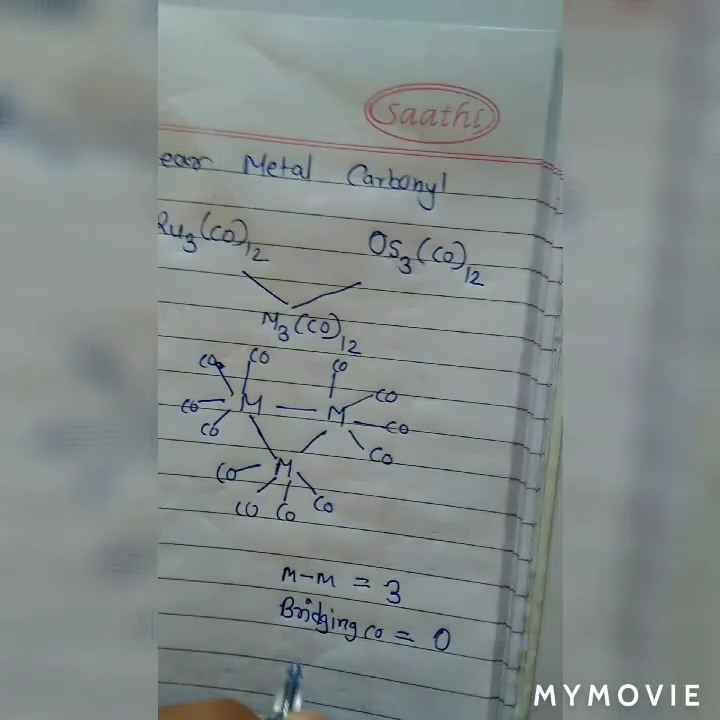 Saathi
ear Metal Carbonyl
Ru3(CO)12 OS3(CO)12
M3(CO)12
CO CO CO
CO M — M CO
CO CO
CO
CO M
CO CO CO
M-M = 3
Bridging CO = 0
MYMOVIE